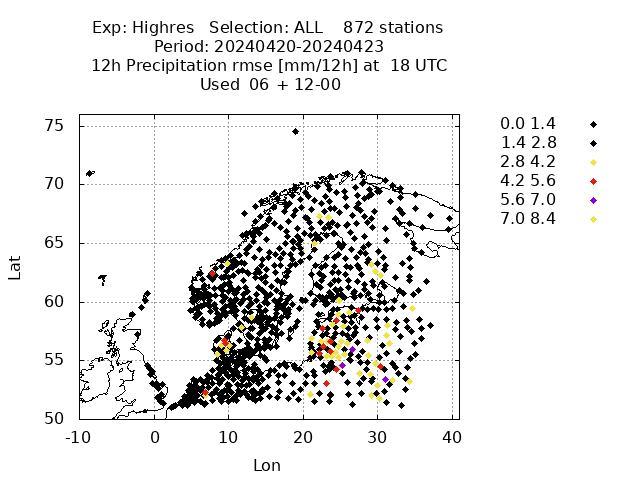 Exp: Highres   Selection: ALL    872 stations
Period: 20240420-20240423
12h Precipitation rmse [mm/12h] at  18 UTC
Used  06 + 12-00
0.0 1.4
1.4 2.8
2.8 4.2
4.2 5.6
5.6 7.0
7.0 8.4
75
70
65
60
55
50
Lat
-10 0 10 20 30 40
Lon